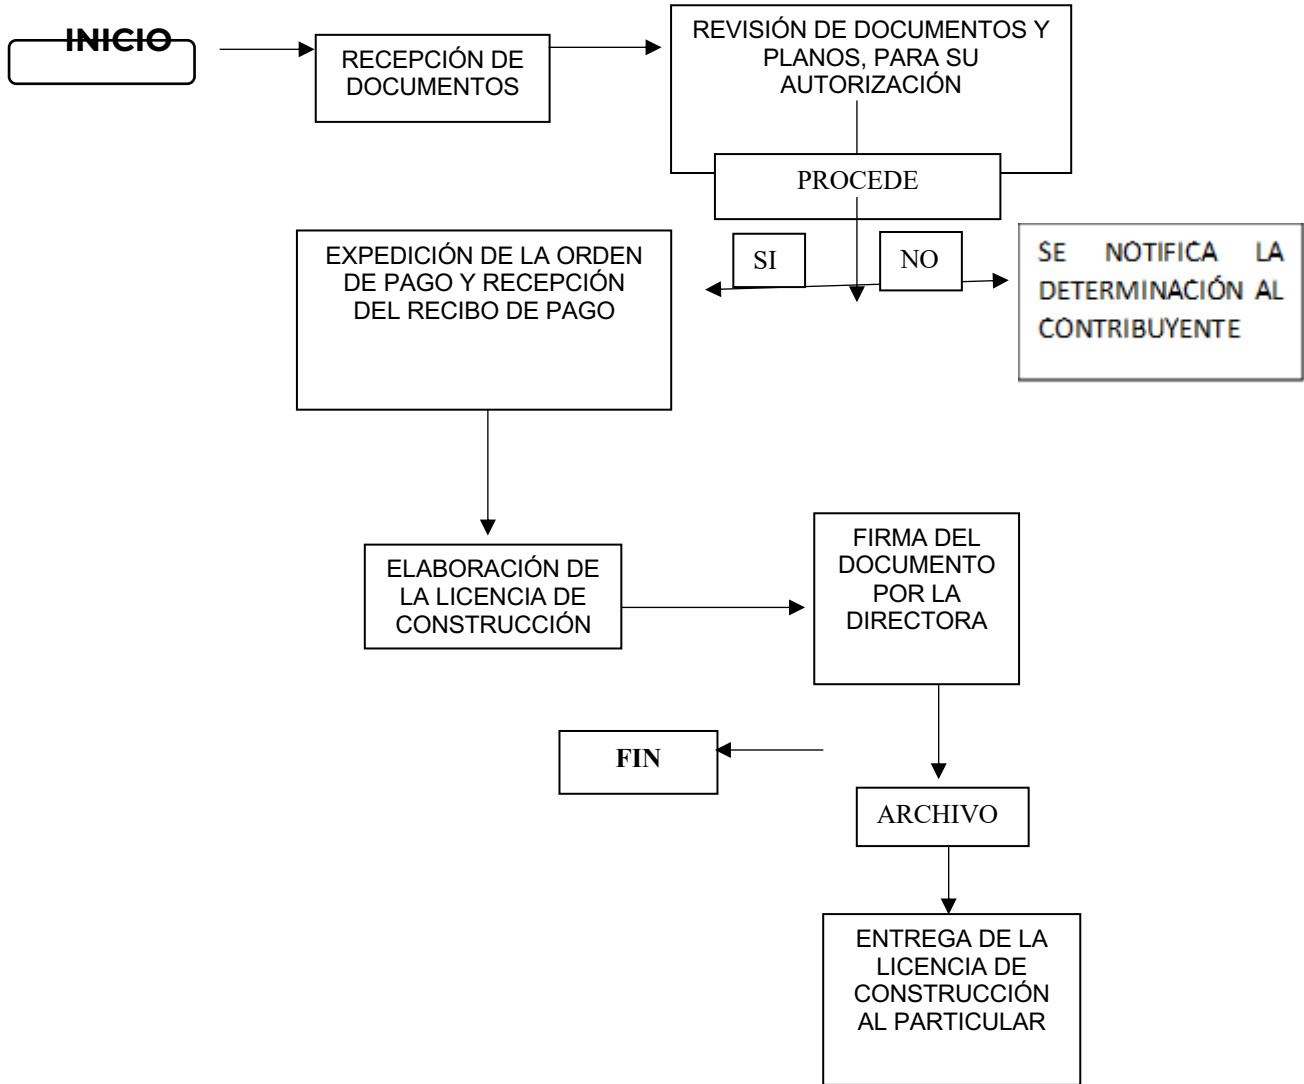 INICIO
RECEPCIÓN DE
DOCUMENTOS
REVISIÓN DE DOCUMENTOS Y
PLANOS, PARA SU
AUTORIZACIÓN
PROCEDE
SI
NO
SE NOTIFICA LA
DETERMINACIÓN AL
CONTRIBUYENTE
EXPEDICIÓN DE LA ORDEN
DE PAGO Y RECEPCIÓN
DEL RECIBO DE PAGO
ELABORACIÓN DE
LA LICENCIA DE
CONSTRUCCIÓN
FIRMA DEL
DOCUMENTO
POR LA
DIRECTORA
FIN
ARCHIVO
ENTREGA DE LA
LICENCIA DE
CONSTRUCCIÓN
AL PARTICULAR